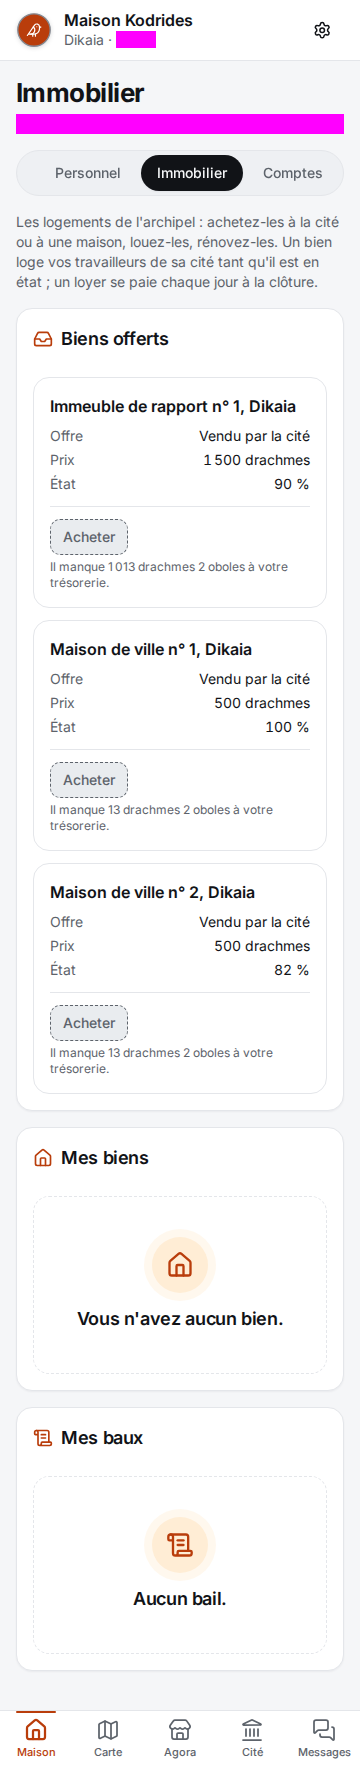 Maison Kodrides
Dikaia ·
Immobilier
Personnel
Immobilier
Comptes
Les logements de l'archipel : achetez-les à la cité
ou à une maison, louez-les, rénovez-les. Un bien
loge vos travailleurs de sa cité tant qu'il est en
état ; un loyer se paie chaque jour à la clôture.
Biens offerts
Immeuble de rapport n° 1, Dikaia
Offre Vendu par la cité
Prix 1 500 drachmes
État 90 %
Acheter
Il manque 1 013 drachmes 2 oboles à votre
trésorerie.
Maison de ville n° 1, Dikaia
Offre Vendu par la cité
Prix 500 drachmes
État 100 %
Acheter
Il manque 13 drachmes 2 oboles à votre
trésorerie.
Maison de ville n° 2, Dikaia
Offre Vendu par la cité
Prix 500 drachmes
État 82 %
Acheter
Il manque 13 drachmes 2 oboles à votre
trésorerie.
Mes biens
Vous n'avez aucun bien.
Mes baux
Aucun bail.
Maison Carte Agora Cité Messages